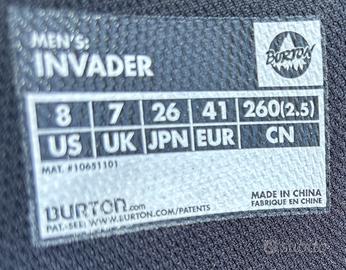 MEN'S:
INVADER
BURTON
8 7 26 41 260(2.5)
US UK JPN EUR CN
MAT. #10651101
MADE IN CHINA
FABRIQUE EN CHINE
BURTON.com
PAT.-SEE: WWW.BURTON.COM/PATENTS
subito